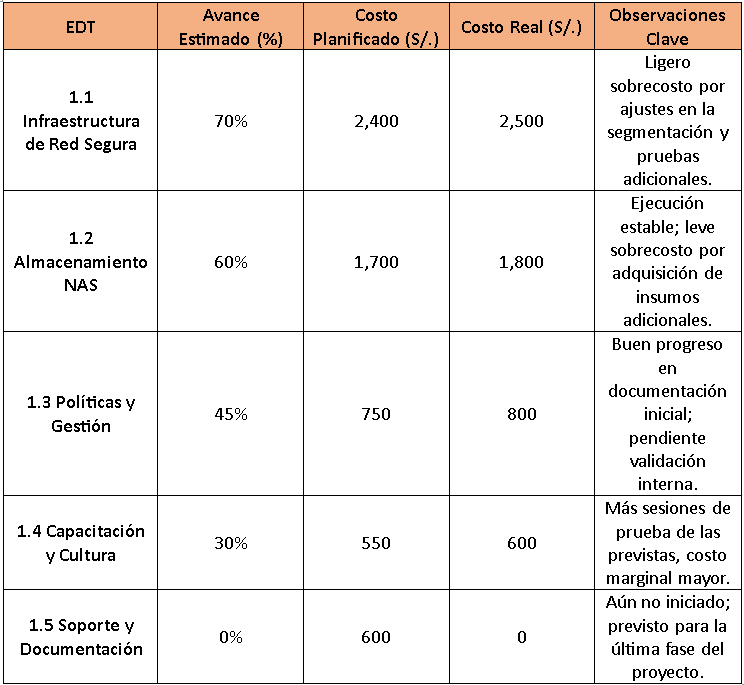 EDT
Avance
Estimado (%)
Costo
Planificado (S/.)
Costo Real (S/.)
Observaciones
Clave
1.1
Infraestructura
de Red Segura
70%
2,400
2,500
Ligero
sobrecosto por
ajustes en la
segmentación y
pruebas
adicionales.
1.2
Almacenamiento
NAS
60%
1,700
1,800
Ejecución
estable; leve
sobrecosto por
adquisición de
insumos
adicionales.
1.3 Políticas y
Gestión
45%
750
800
Buen progreso
en
documentación
inicial;
pendiente
validación
interna.
1.4 Capacitación
y Cultura
30%
550
600
Más sesiones de
prueba de las
previstas, costo
marginal mayor.
1.5 Soporte y
Documentación
0%
600
0
Aún no iniciado;
previsto para la
última fase del
proyecto.